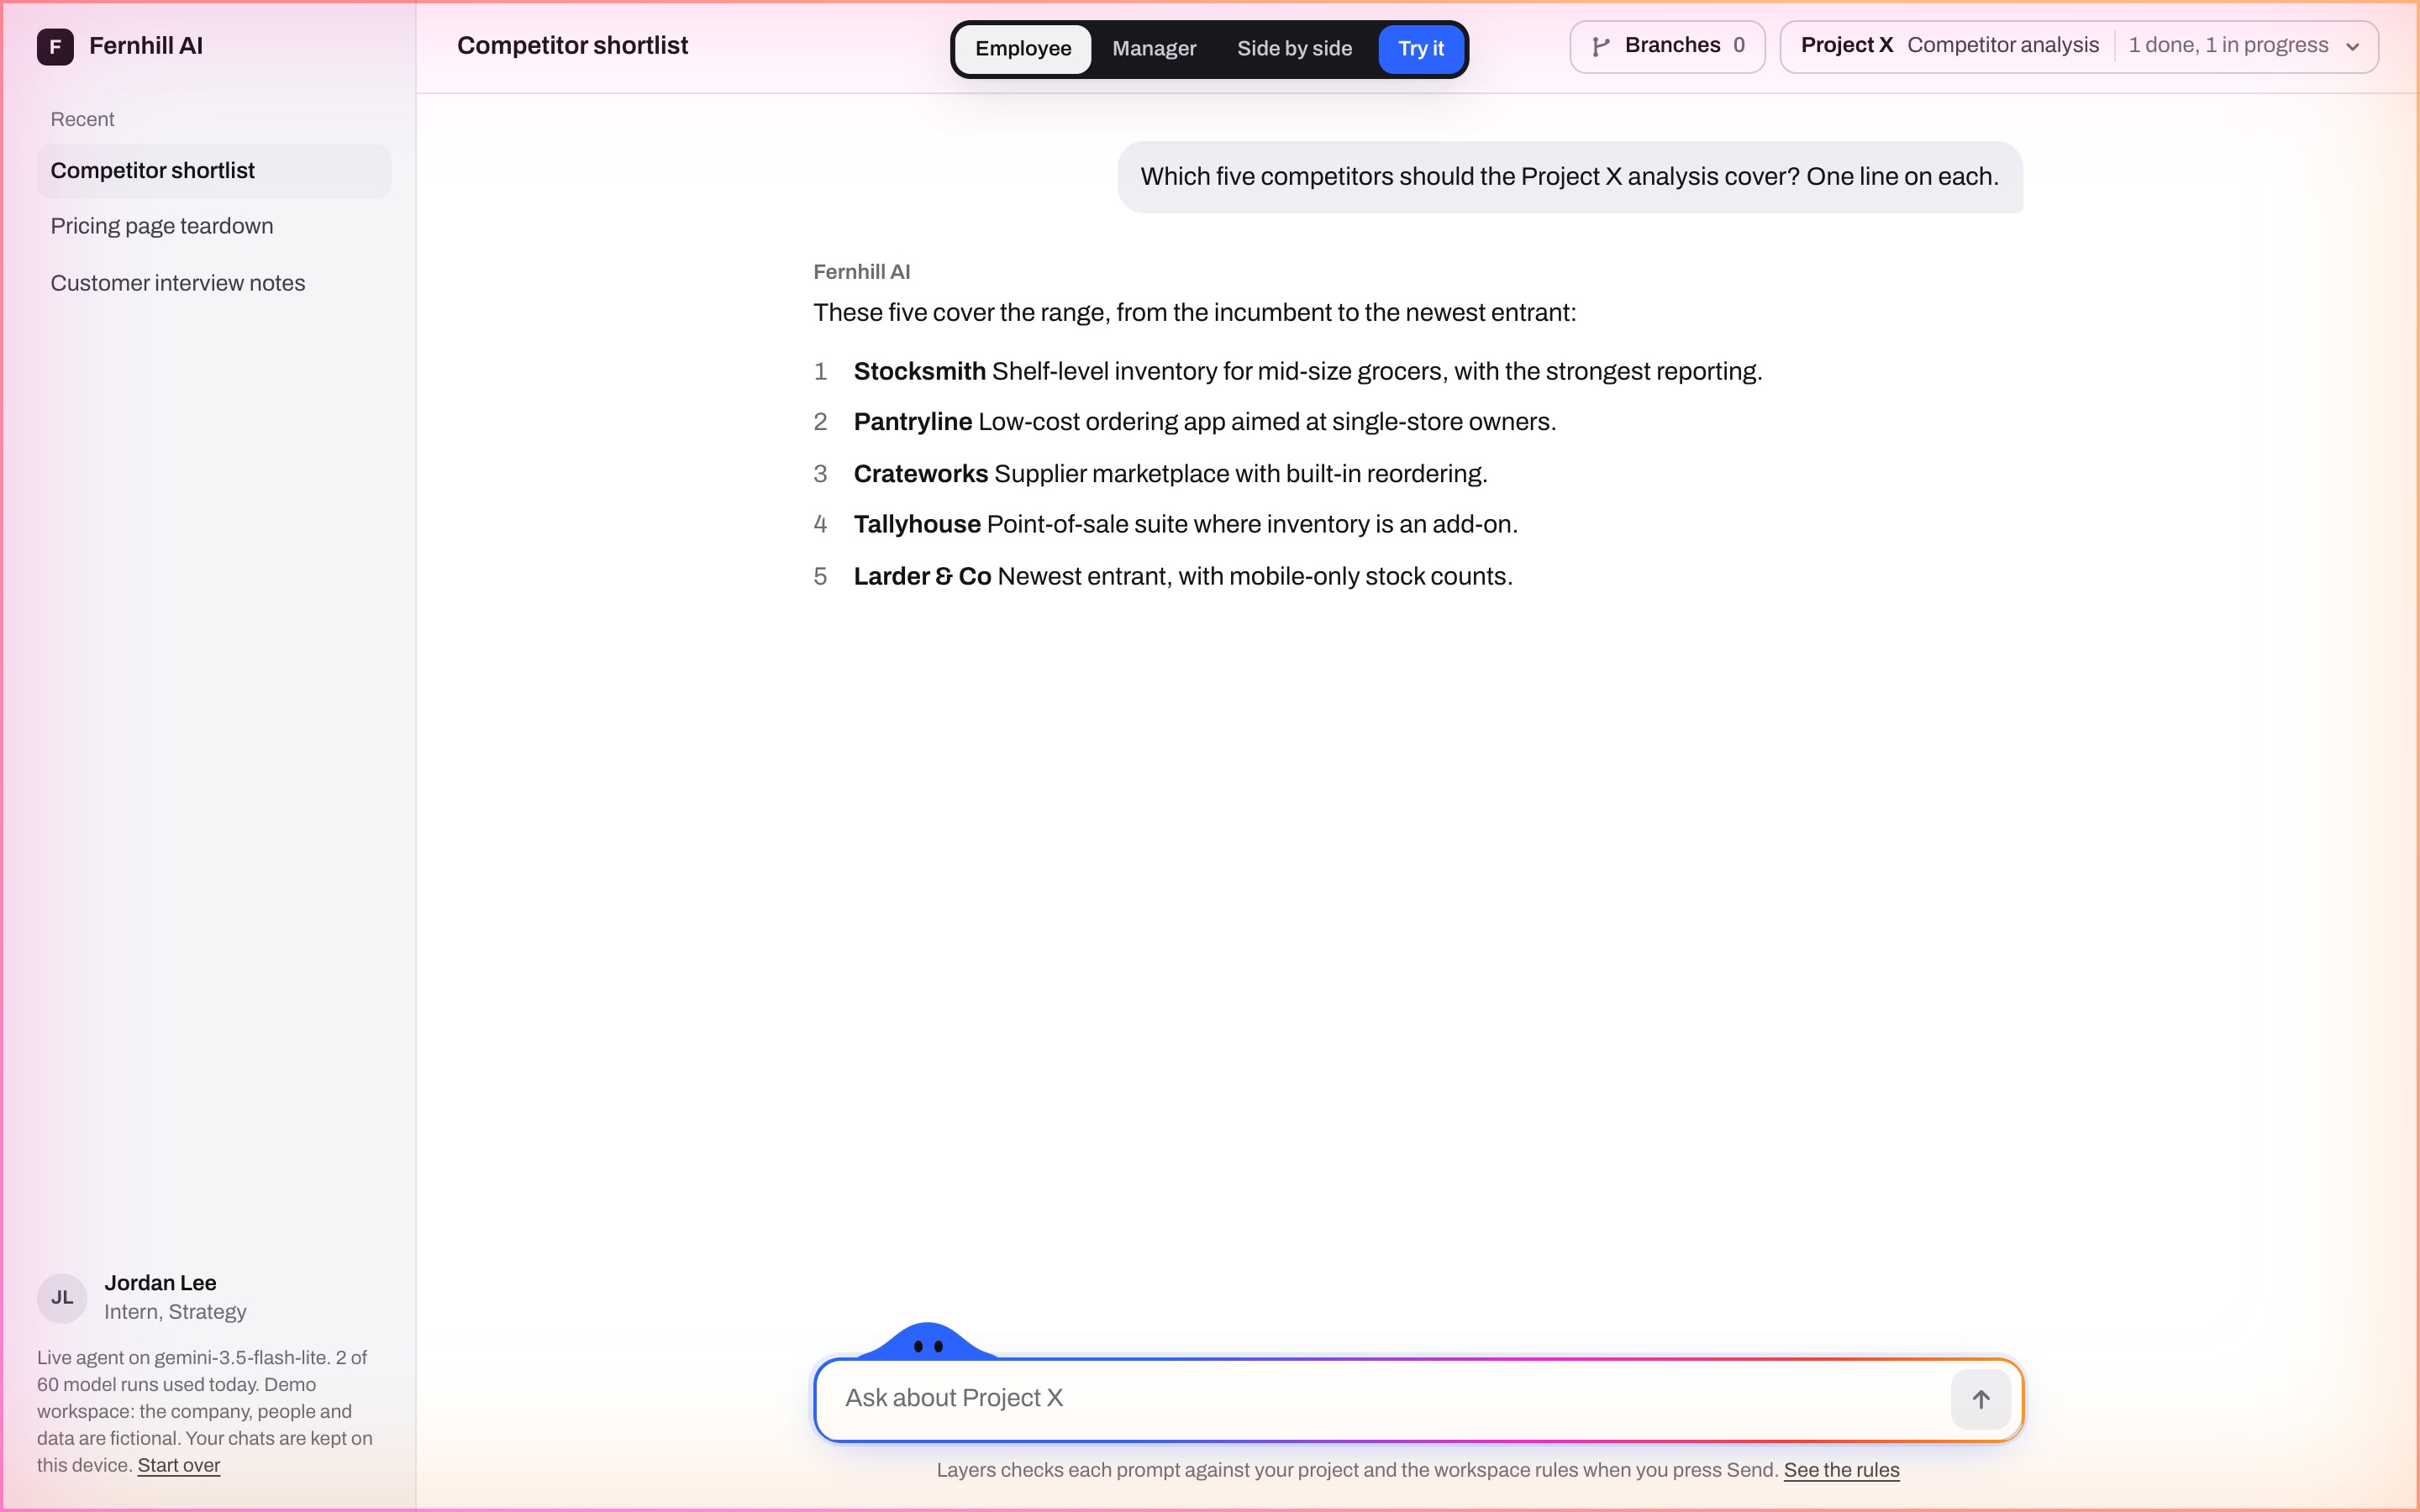 F Fernhill AI
Recent
Competitor shortlist
Pricing page teardown
Customer interview notes
Competitor shortlist
Employee Manager Side by side Try it
Branches 0
Project X Competitor analysis 1 done, 1 in progress
Which five competitors should the Project X analysis cover? One line on each.
Fernhill AI
These five cover the range, from the incumbent to the newest entrant:
1 Stocksmith Shelf-level inventory for mid-size grocers, with the strongest reporting.
2 Pantryline Low-cost ordering app aimed at single-store owners.
3 Crateworks Supplier marketplace with built-in reordering.
4 Tallyhouse Point-of-sale suite where inventory is an add-on.
5 Larder & Co Newest entrant, with mobile-only stock counts.
JL Jordan Lee
Intern, Strategy
Live agent on gemini-3.5-flash-lite. 2 of
60 model runs used today. Demo
workspace: the company, people and
data are fictional. Your chats are kept on
this device. Start over
Ask about Project X
Layers checks each prompt against your project and the workspace rules when you press Send. See the rules